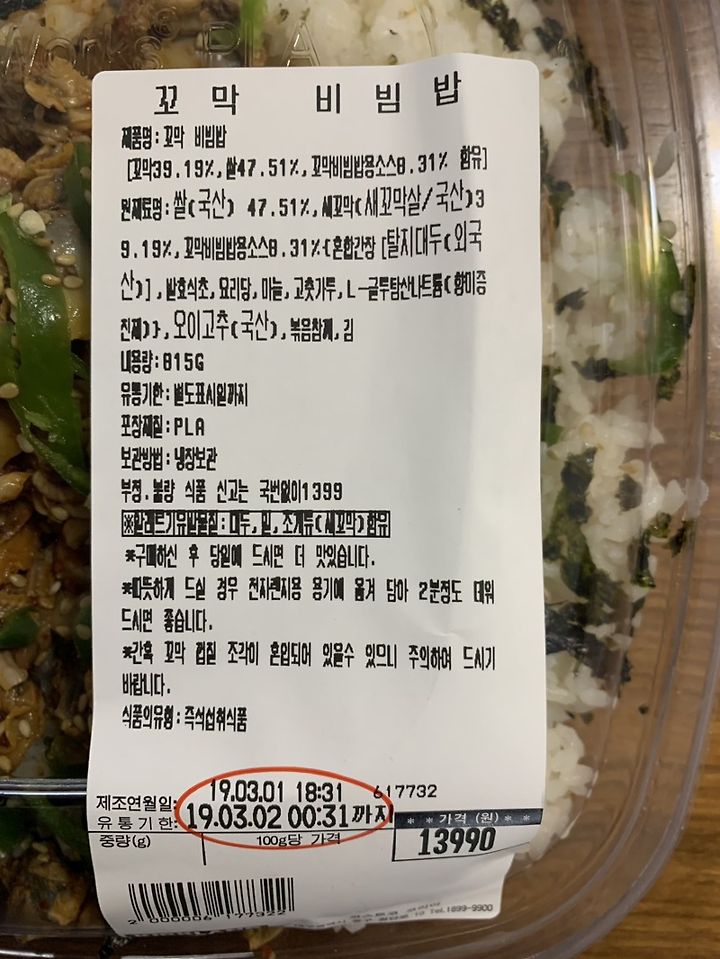 꼬막 비빔밥
제품명:꼬막 비빔밥
[꼬막39.19%,쌀47.51%,꼬막비빔밥용소스8.31% 함유]
원재료명:쌀(국산) 47.51%,새꼬막(새꼬막살/국산)3
9.19%,꼬막비빔밥용소스8.31%{혼합간장[탈지대두(외국
산)],발효식초,요리당,마늘,고춧가루,L-글루탐산나트륨(향미증
진제)},오이고추(국산),볶음참깨,김
내용량:815G
유통기한:별도표시일까지
포장재질:PLA
보관방법:냉장보관
부정.불량 식품 신고는 국번없이1399
※알레르기유발물질:대두,밀,조개류(새꼬막)함유
*구매하신 후 당일에 드시면 더 맛있습니다.
*따뜻하게 드실 경우 전자렌지용 용기에 옮겨 담아 2분정도 데워
드시면 좋습니다.
*간혹 꼬막 껍질 조각이 혼입되어 있을수 있으니 주의하여 드시기
바랍니다.
식품의유형:즉석섭취식품
제조연월일: 19.03.01 18:31 617732
유통기한: 19.03.02 00:31까지
중량(g) 100g당 가격
* * 가격 (원) * *
13990
2 000006 177322
Tel.1899-9900